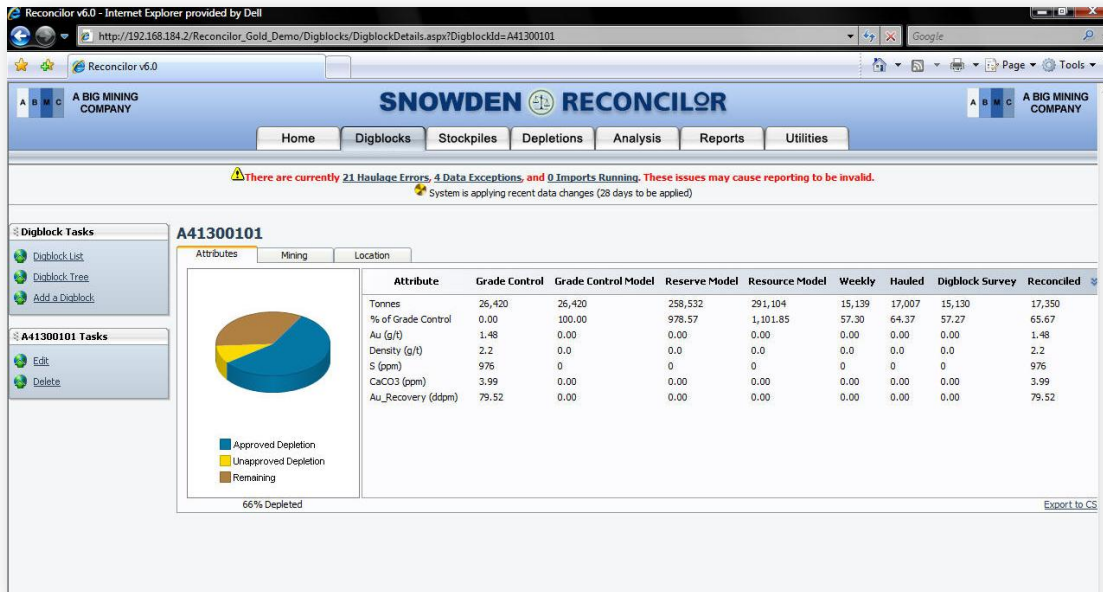 Reconcilor v6.0 - Internet Explorer provided by Dell
http://192.168.184.2/Reconcilor_Gold_Demo/Digblocks/DigblockDetails.aspx?DigblockId=A41300101
Google
Reconcilor v6.0
Page
Tools
A B M C
A BIG MINING
COMPANY
SNOWDEN RECONCILOR
A B M C
A BIG MINING
COMPANY
Home Digblocks Stockpiles Depletions Analysis Reports Utilities
There are currently 21 Haulage Errors, 4 Data Exceptions, and 0 Imports Running. These issues may cause reporting to be invalid.
System is applying recent data changes (28 days to be applied)
Digblock Tasks
Digblock List
Digblock Tree
Add a Digblock
A41300101 Tasks
Edit
Delete
A41300101
Attributes Mining Location
Approved Depletion
Unapproved Depletion
Remaining
66% Depleted
Attribute Grade Control Grade Control Model Reserve Model Resource Model Weekly Hauled Digblock Survey Reconciled
Tonnes 26,420 26,420 258,532 291,104 15,139 17,007 15,130 17,350
% of Grade Control 0.00 100.00 978.57 1,101.85 57.30 64.37 57.27 65.67
Au (g/t) 1.48 0.00 0.00 0.00 0.00 0.00 0.00 1.48
Density (g/t) 2.2 0.0 0.0 0.0 0.0 0.0 0.0 2.2
S (ppm) 976 0 0 0 0 0 0 976
CaCO3 (ppm) 3.99 0.00 0.00 0.00 0.00 0.00 0.00 3.99
Au_Recovery (ddpm) 79.52 0.00 0.00 0.00 0.00 0.00 0.00 79.52
Export to CS